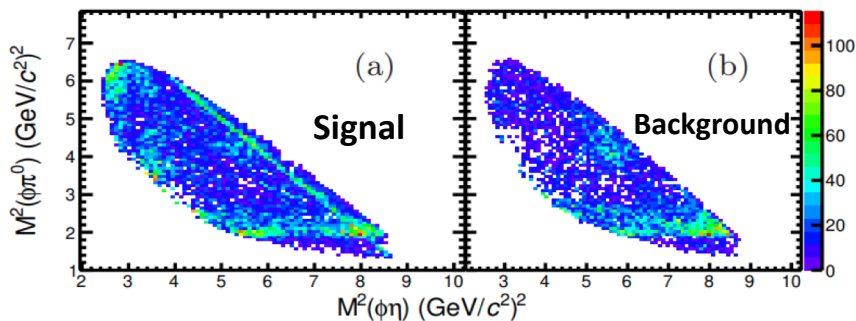 (a)
Signal
(b)
Background
M²(φπ⁰) (GeV/c²)²
7
6
5
4
3
2
1
2 3 4 5 6 7 8 9 10
3 4 5 6 7 8 9 10
M²(φη) (GeV/c²)²
100
80
60
40
20
0